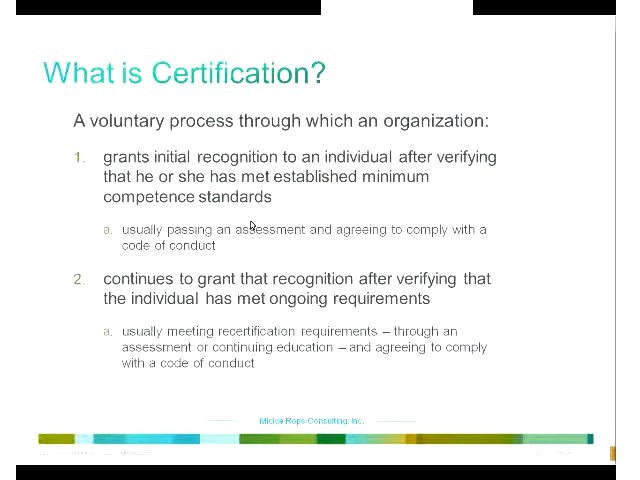 What is Certification?
A voluntary process through which an organization:
1. grants initial recognition to an individual after verifying
that he or she has met established minimum
competence standards
a. usually passing an assessment and agreeing to comply with a
code of conduct
2. continues to grant that recognition after verifying that
the individual has met ongoing requirements
a. usually meeting recertification requirements – through an
assessment or continuing education – and agreeing to comply
with a code of conduct
Mickie Rops Consulting, Inc.